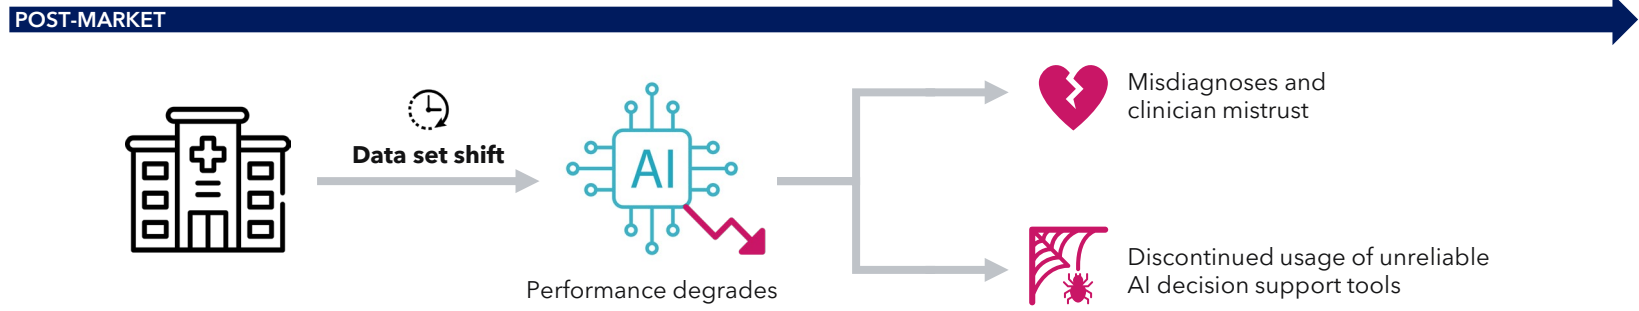 POST-MARKET
Data set shift
AI
Performance degrades
Misdiagnoses and
clinician mistrust
Discontinued usage of unreliable
AI decision support tools